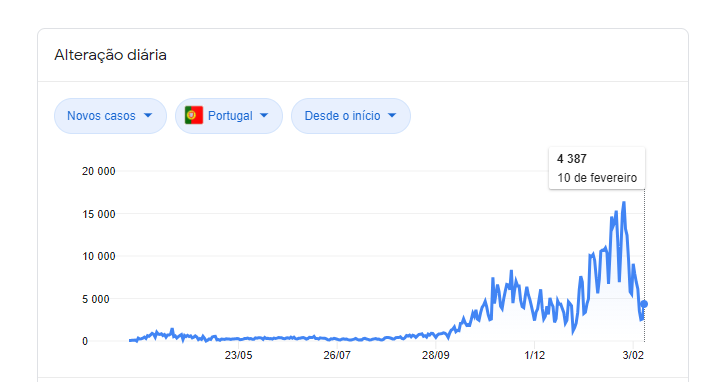 Alteração diária
Novos casos Portugal Desde o início
4 387
10 de fevereiro
20 000
15 000
10 000
5 000
0
23/05 26/07 28/09 1/12 3/02